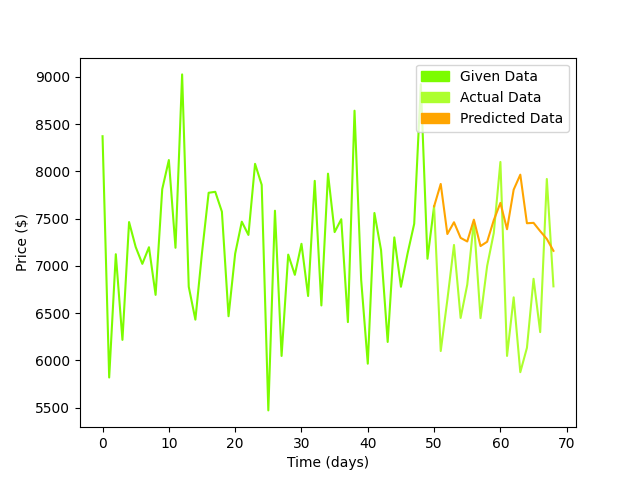 Given Data
Actual Data
Predicted Data
9000
8500
8000
7500
7000
6500
6000
5500
Price ($)
0 10 20 30 40 50 60 70
Time (days)